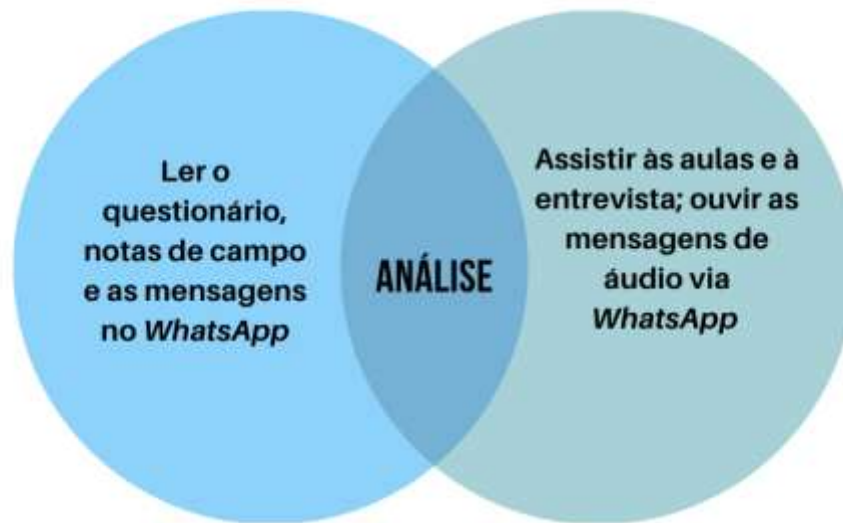 Ler o
questionário,
notas de campo
e as mensagens
no WhatsApp
ANÁLISE
Assistir às aulas e à
entrevista; ouvir as
mensagens de
áudio via
WhatsApp